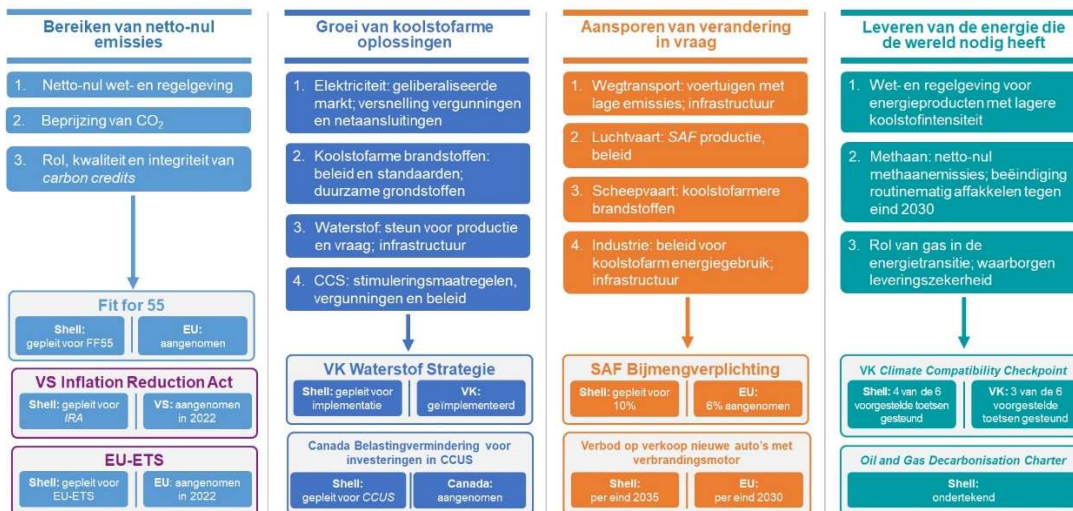 Bereiken van netto-nul
emissies
1. Netto-nul wet- en regelgeving
2. Beprijzing van CO₂
3. Rol, kwaliteit en integriteit van
carbon credits
Fit for 55
Shell:
gepleit voor FF55
EU:
aangenomen
VS Inflation Reduction Act
Shell: gepleit voor
IRA
VS: aangenomen
in 2022
EU-ETS
Shell: gepleit voor
EU-ETS
EU: aangenomen
in 2022
Groei van koolstofarme
oplossingen
1. Elektriciteit: geliberaliseerde
markt; versnelling vergunningen
en netaansluitingen
2. Koolstofarme brandstoffen:
beleid en standaarden;
duurzame grondstoffen
3. Waterstof: steun voor productie
en vraag; infrastructuur
4. CCS: stimuleringsmaatregelen,
vergunningen en beleid
VK Waterstof Strategie
Shell: gepleit voor
implementatie
VK:
geïmplementeerd
Canada Belastingvermindering voor
investeringen in CCUS
Shell:
gepleit voor CCUS
Canada:
aangenomen
Aansporen van verandering
in vraag
1. Wegtransport: voertuigen met
lage emissies; infrastructuur
2. Luchtvaart: SAF productie,
beleid
3. Scheepvaart: koolstofarmere
brandstoffen
4. Industrie: beleid voor
koolstofarm energiegebruik;
infrastructuur
SAF Bijmengverplichting
Shell: gepleit voor
10%
EU:
6% aangenomen
Verbod op verkoop nieuwe auto's met
verbrandingsmotor
Shell:
per eind 2035
EU:
per eind 2030
Leveren van de energie die
de wereld nodig heeft
1. Wet- en regelgeving voor
energieproducten met lagere
koolstofintensiteit
2. Methaan: netto-nul
methaanemissies; beëindiging
routinematig affakkelen tegen
eind 2030
3. Rol van gas in de
energietransitie; waarborgen
leveringszekerheid
VK Climate Compatibility Checkpoint
Shell: 4 van de 6
voorgestelde toetsen
gesteund
VK: 3 van de 6
voorgestelde
toetsen gesteund
Oil and Gas Decarbonisation Charter
Shell:
ondertekend